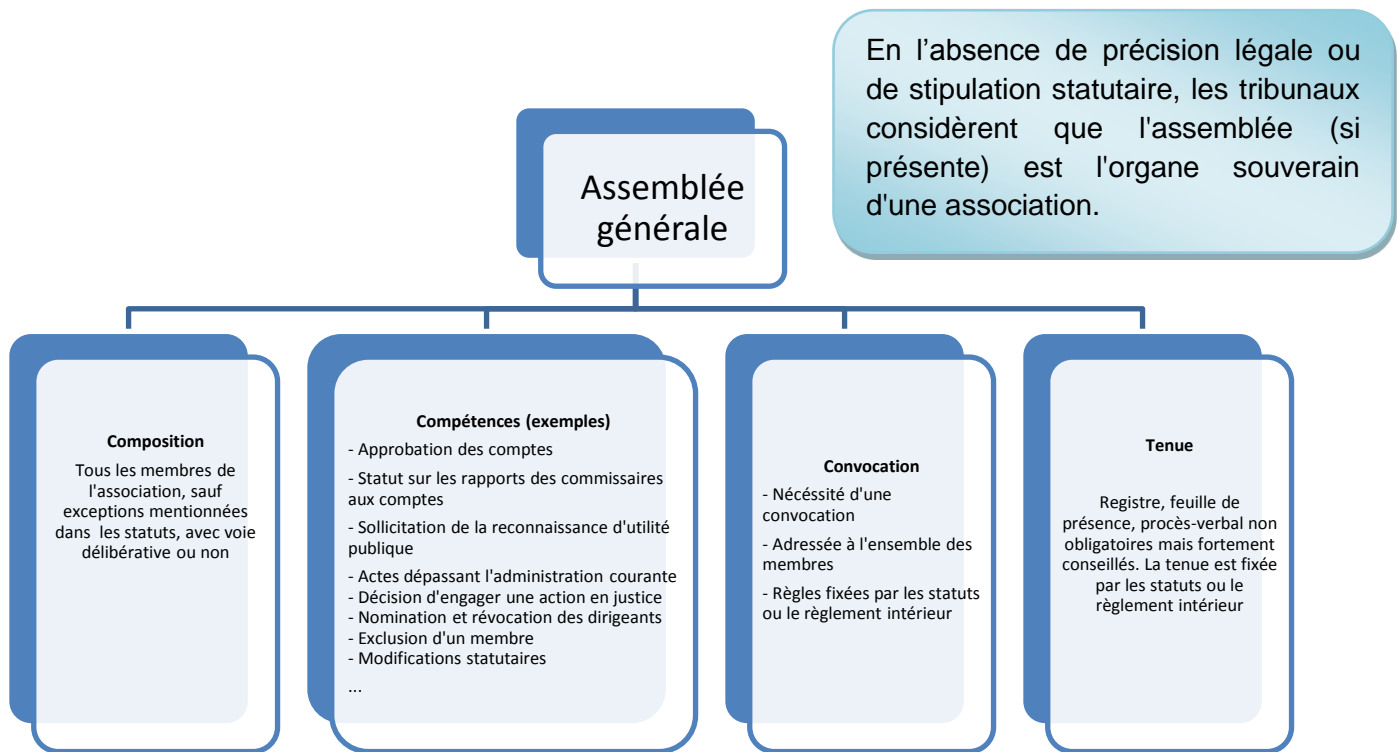 En l’absence de précision légale ou
de stipulation statutaire, les tribunaux
considèrent que l'assemblée (si
présente) est l'organe souverain
d'une association.
Assemblée
générale
Composition
Tous les membres de
l'association, sauf
exceptions mentionnées
dans les statuts, avec voie
délibérative ou non
Compétences (exemples)
- Approbation des comptes
- Statut sur les rapports des commissaires
aux comptes
- Sollicitation de la reconnaissance d'utilité
publique
- Actes dépassant l'administration courante
- Décision d'engager une action en justice
- Nomination et révocation des dirigeants
- Exclusion d'un membre
- Modifications statutaires
...
Convocation
- Nécéssité d'une
convocation
- Adressée à l'ensemble des
membres
- Règles fixées par les statuts
ou le règlement intérieur
Tenue
Registre, feuille de
présence, procès-verbal non
obligatoires mais fortement
conseillés. La tenue est fixée
par les statuts ou le
règlement intérieur